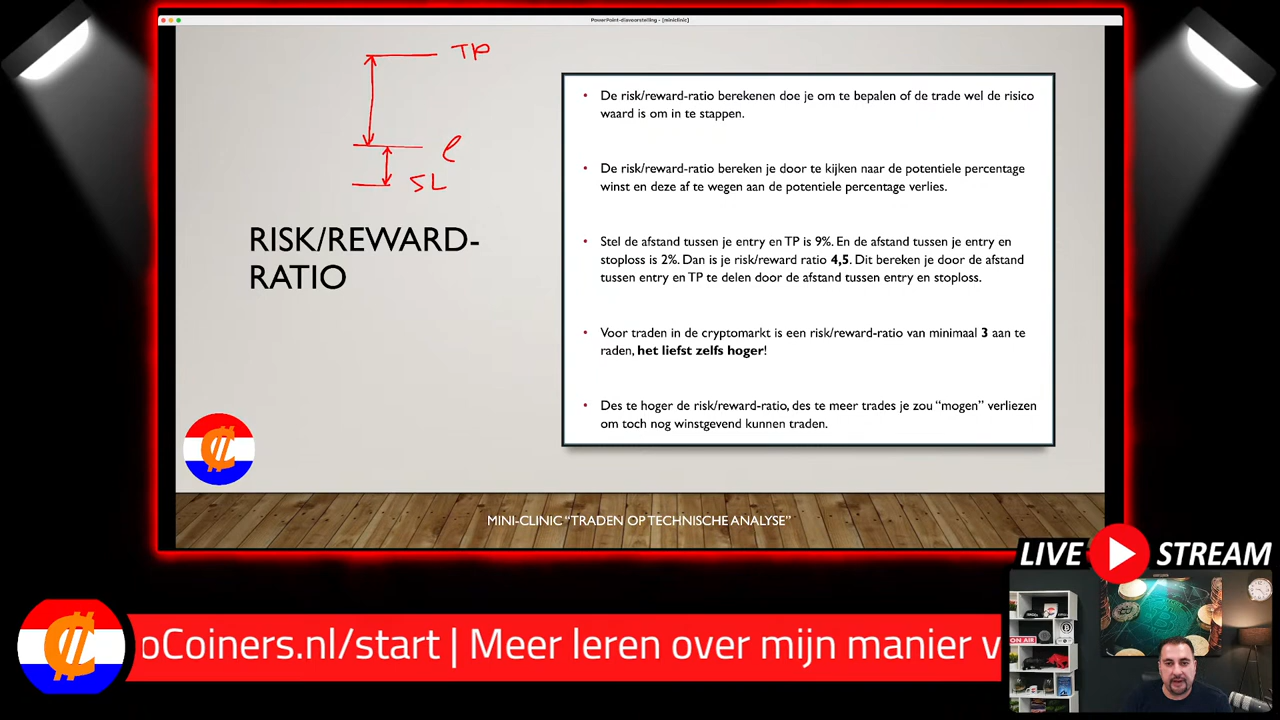 PowerPoint-diavoorstelling - [miniclinic]
TP
e
SL
RISK/REWARD-
RATIO
• De risk/reward-ratio berekenen doe je om te bepalen of de trade wel de risico
waard is om in te stappen.
• De risk/reward-ratio bereken je door te kijken naar de potentiele percentage
winst en deze af te wegen aan de potentiele percentage verlies.
• Stel de afstand tussen je entry en TP is 9%. En de afstand tussen je entry en
stoploss is 2%. Dan is je risk/reward ratio 4,5. Dit bereken je door de afstand
tussen entry en TP te delen door de afstand tussen entry en stoploss.
• Voor traden in de cryptomarkt is een risk/reward-ratio van minimaal 3 aan te
raden, het liefst zelfs hoger!
• Des te hoger de risk/reward-ratio, des te meer trades je zou “mogen” verliezen
om toch nog winstgevend kunnen traden.
MINI-CLINIC “TRADEN OP TECHNISCHE ANALYSE”
LIVE STREAM
ON AIR
oCoiners.nl/start | Meer leren over mijn manier v